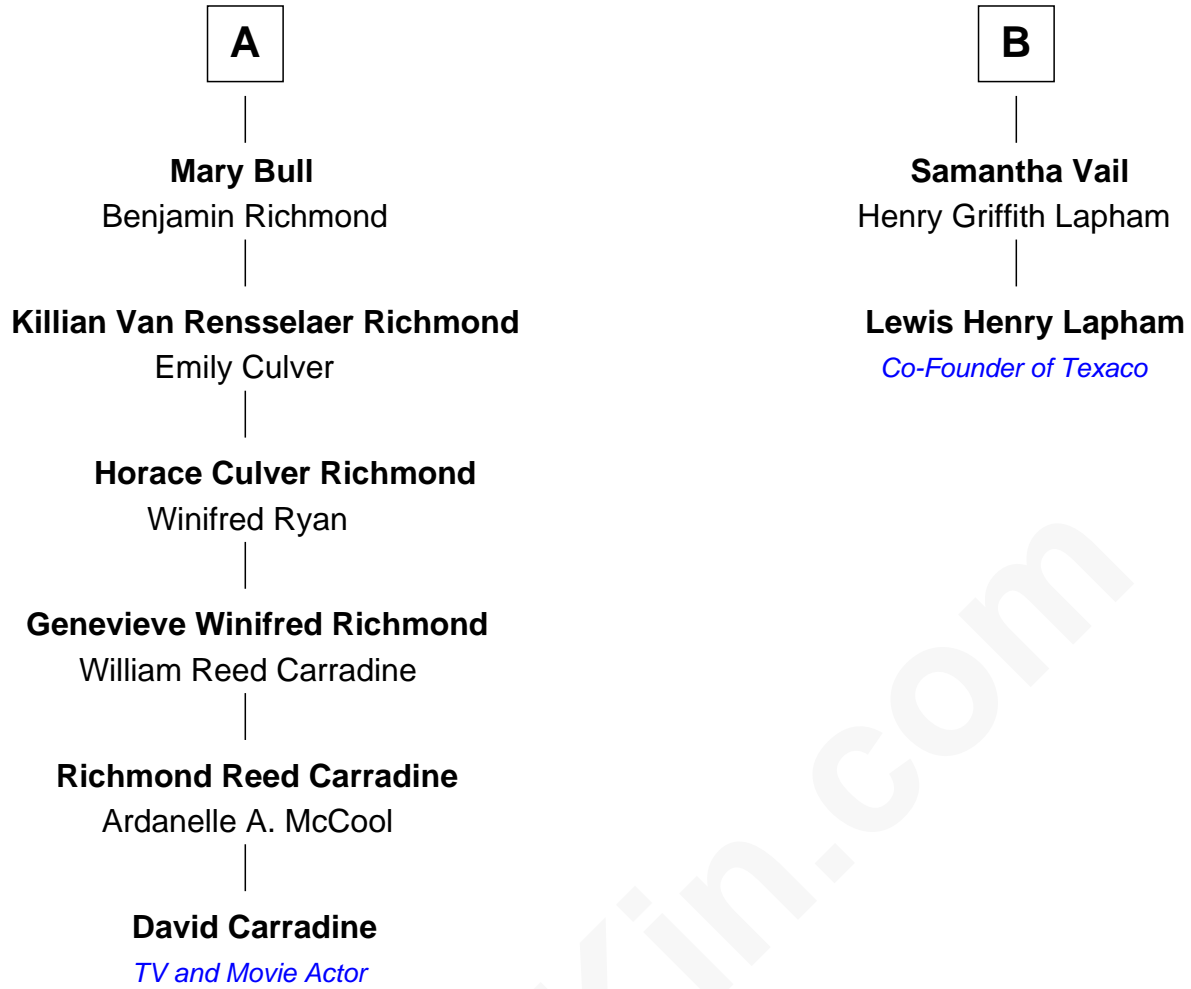 A
Mary Bull
Benjamin Richmond
Killian Van Rensselaer Richmond
Emily Culver
Horace Culver Richmond
Winifred Ryan
Genevieve Winifred Richmond
William Reed Carradine
Richmond Reed Carradine
Ardanelle A. McCool
David Carradine
TV and Movie Actor
B
Samantha Vail
Henry Griffith Lapham
Lewis Henry Lapham
Co-Founder of Texaco
Kin.com